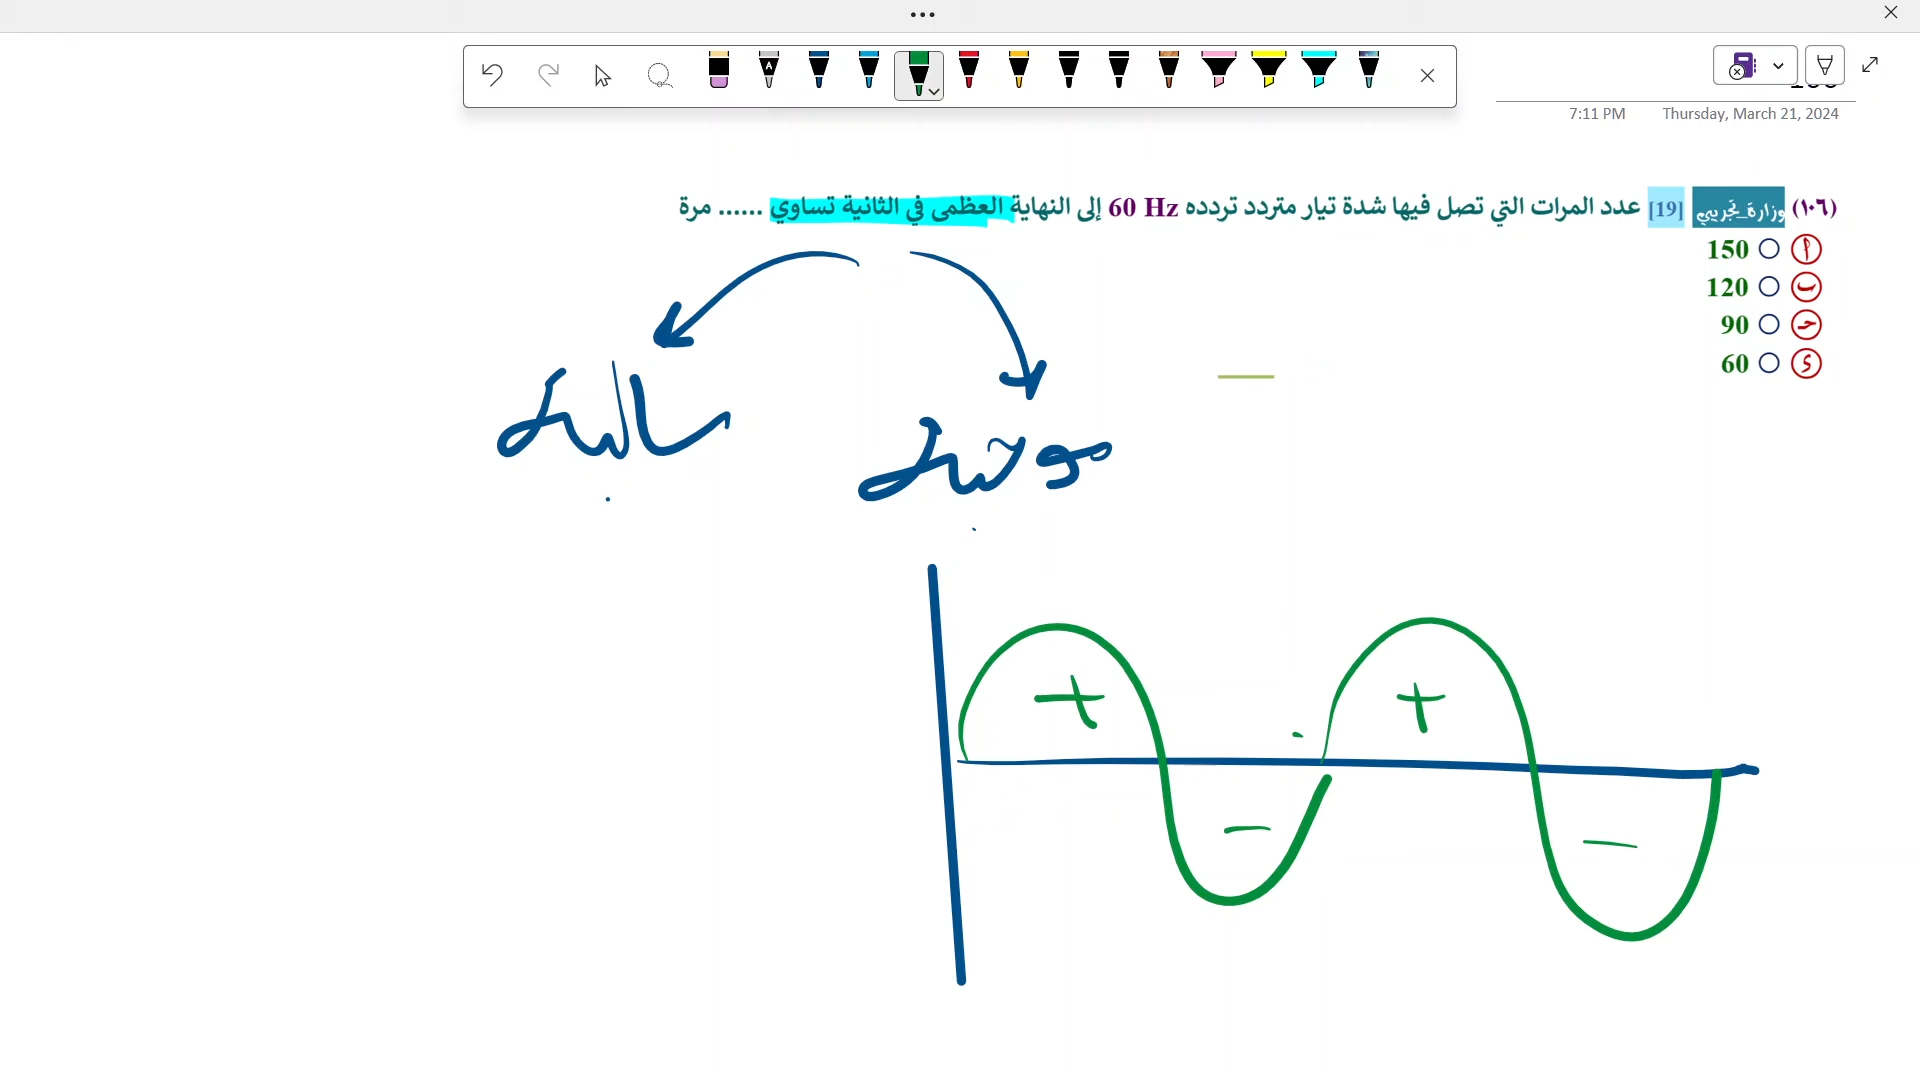 7:11 PM Thursday, March 21, 2024
(١٠٦) وزارة_تجريبي [19] عدد المرات التي تصل فيها شدة تيار متردد تردده 60 Hz إلى النهاية العظمى في الثانية تساوي ...... مرة
أ 150
ب 120
حـ 90
د 60
موجبة
سالبة
+ +
− −